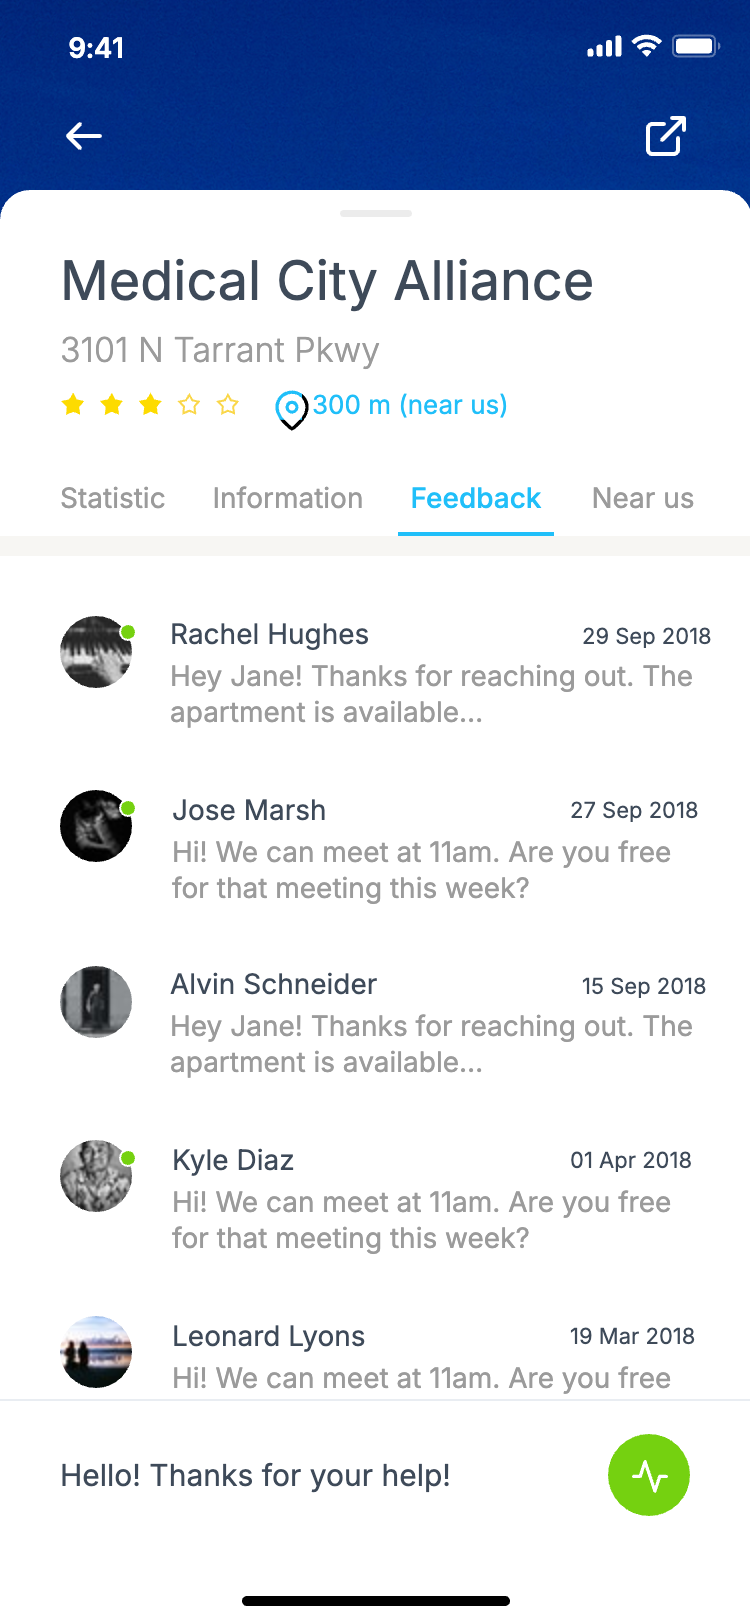 9:41
Medical City Alliance
3101 N Tarrant Pkwy
300 m (near us)
Statistic Information Feedback Near us
Rachel Hughes 29 Sep 2018
Hey Jane! Thanks for reaching out. The
apartment is available...
Jose Marsh 27 Sep 2018
Hi! We can meet at 11am. Are you free
for that meeting this week?
Alvin Schneider 15 Sep 2018
Hey Jane! Thanks for reaching out. The
apartment is available...
Kyle Diaz 01 Apr 2018
Hi! We can meet at 11am. Are you free
for that meeting this week?
Leonard Lyons 19 Mar 2018
Hi! We can meet at 11am. Are you free
Hello! Thanks for your help!